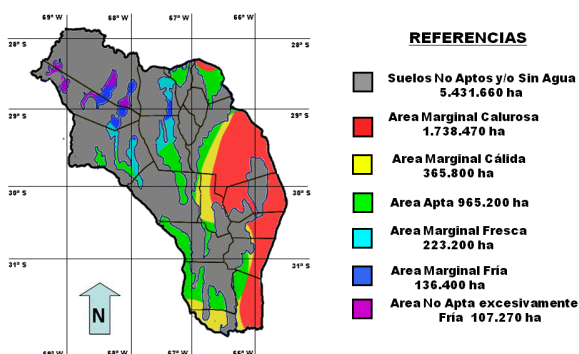 69° W 68° W 67° W 66° W
28° S 28° S
29° S 29° S
30° S 30° S
31° S 31° S
N
REFERENCIAS
Suelos No Aptos y/o Sin Agua
5.431.660 ha
Area Marginal Calurosa
1.738.470 ha
Area Marginal Cálida
365.800 ha
Area Apta 965.200 ha
Area Marginal Fresca
223.200 ha
Area Marginal Fría
136.400 ha
Area No Apta excesivamente
Fría 107.270 ha